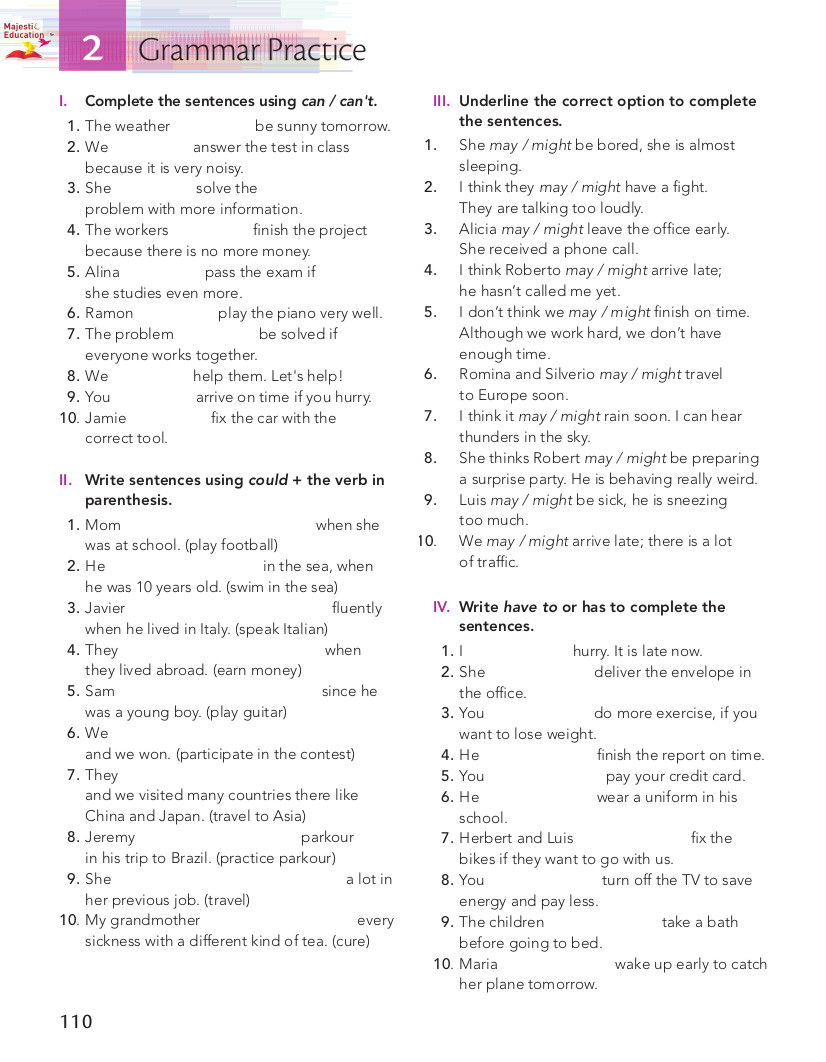 Majestic
Education
2
Grammar Practice
I. Complete the sentences using can / can't.
1. The weather be sunny tomorrow.
2. We answer the test in class
because it is very noisy.
3. She solve the
problem with more information.
4. The workers finish the project
because there is no more money.
5. Alina pass the exam if
she studies even more.
6. Ramon play the piano very well.
7. The problem be solved if
everyone works together.
8. We help them. Let's help!
9. You arrive on time if you hurry.
10. Jamie fix the car with the
correct tool.
II. Write sentences using could + the verb in
parenthesis.
1. Mom when she
was at school. (play football)
2. He in the sea, when
he was 10 years old. (swim in the sea)
3. Javier fluently
when he lived in Italy. (speak Italian)
4. They when
they lived abroad. (earn money)
5. Sam since he
was a young boy. (play guitar)
6. We
and we won. (participate in the contest)
7. They
and we visited many countries there like
China and Japan. (travel to Asia)
8. Jeremy parkour
in his trip to Brazil. (practice parkour)
9. She a lot in
her previous job. (travel)
10. My grandmother every
sickness with a different kind of tea. (cure)
III. Underline the correct option to complete
the sentences.
1. She may / might be bored, she is almost
sleeping.
2. I think they may / might have a fight.
They are talking too loudly.
3. Alicia may / might leave the office early.
She received a phone call.
4. I think Roberto may / might arrive late;
he hasn't called me yet.
5. I don't think we may / might finish on time.
Although we work hard, we don't have
enough time.
6. Romina and Silverio may / might travel
to Europe soon.
7. I think it may / might rain soon. I can hear
thunders in the sky.
8. She thinks Robert may / might be preparing
a surprise party. He is behaving really weird.
9. Luis may / might be sick, he is sneezing
too much.
10. We may / might arrive late; there is a lot
of traffic.
IV. Write have to or has to complete the
sentences.
1. I hurry. It is late now.
2. She deliver the envelope in
the office.
3. You do more exercise, if you
want to lose weight.
4. He finish the report on time.
5. You pay your credit card.
6. He wear a uniform in his
school.
7. Herbert and Luis fix the
bikes if they want to go with us.
8. You turn off the TV to save
energy and pay less.
9. The children take a bath
before going to bed.
10. Maria wake up early to catch
her plane tomorrow.
110